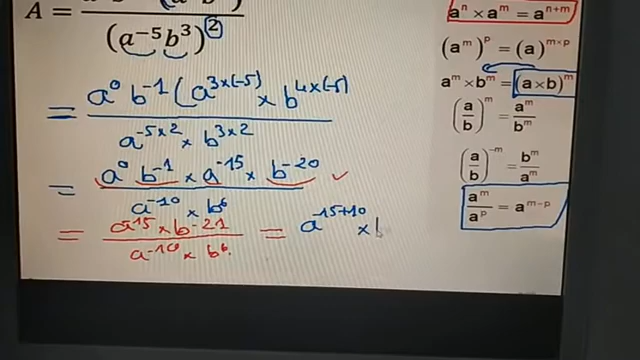 A =
(a⁻⁵b³)²
= a⁰ b⁻¹ (a³ˣ⁽⁻⁵⁾ × b⁴ˣ⁽⁻⁵⁾
a⁻⁵ˣ² × b³ˣ²
= a⁰ b⁻¹ × a⁻¹⁵ × b⁻²⁰ ✓
a⁻¹⁰ × b⁶
= a⁻¹⁵ × b⁻²¹ = a⁻¹⁵⁺¹⁰ ×
a⁻¹⁰ × b⁶
aⁿ × aᵐ = aⁿ⁺ᵐ
(aᵐ)ᵖ = (a)ᵐˣᵖ
aᵐ × bᵐ = (a × b)ᵐ
(a/b)ᵐ = aᵐ/bᵐ
(a/b)⁻ᵐ = bᵐ/aᵐ
aᵐ/aᵖ = aᵐ⁻ᵖ